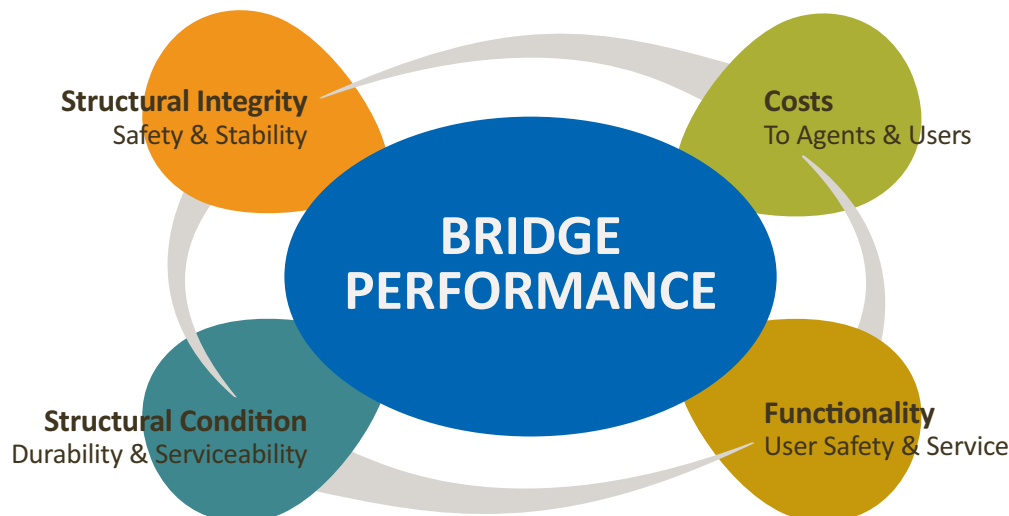 Structural Integrity
Safety & Stability
Costs
To Agents & Users
BRIDGE
PERFORMANCE
Structural Condition
Durability & Serviceability
Functionality
User Safety & Service